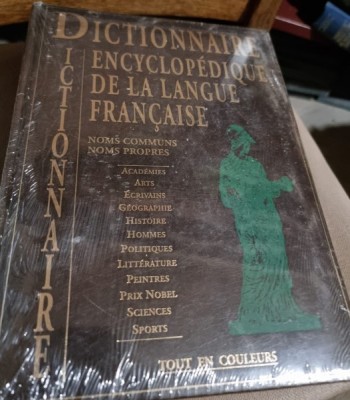 DICTIONNAIRE
ENCYCLOPÉDIQUE
DE LA LANGUE
FRANÇAISE
NOMS COMMUNS
NOMS PROPRES
ACADÉMIES
ARTS
ÉCRIVAINS
GÉOGRAPHIE
HISTOIRE
HOMMES
POLITIQUES
LITTÉRATURE
PEINTRES
PRIX NOBEL
SCIENCES
SPORTS
TOUT EN COULEURS
DICTIONNAIRE